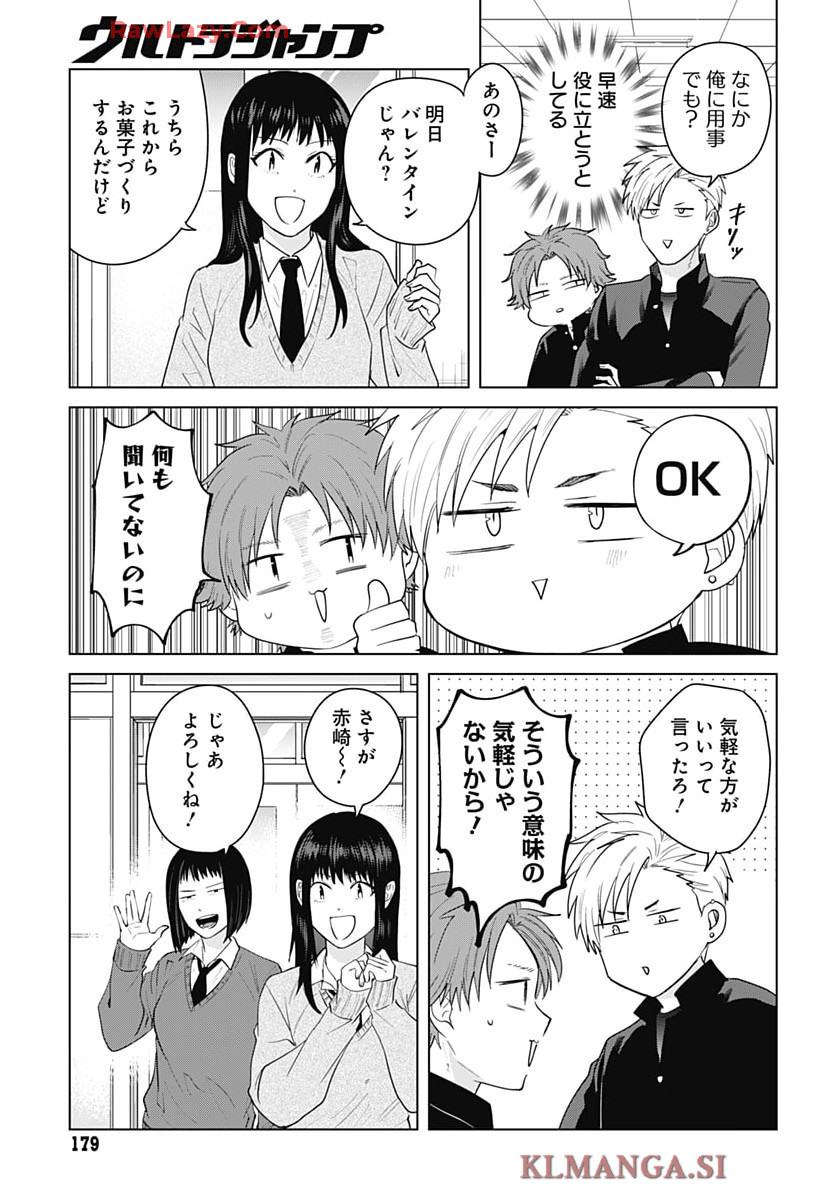 ウルトラジャンプ
RawLazy.Com
なにか
俺に用事
でも？
早速
役に立とうと
してる
キリッ
あのさー
明日
バレンタイン
じゃん？
うちら
これから
お菓子づくり
するんだけど
OK
何も
聞いてないのに
気軽な方が
いいって
言ったろ！
そういう意味の
気軽じゃ
ないから！
さすが
赤崎〜！
じゃあ
よろしくね！
179
KLMANGA.SI